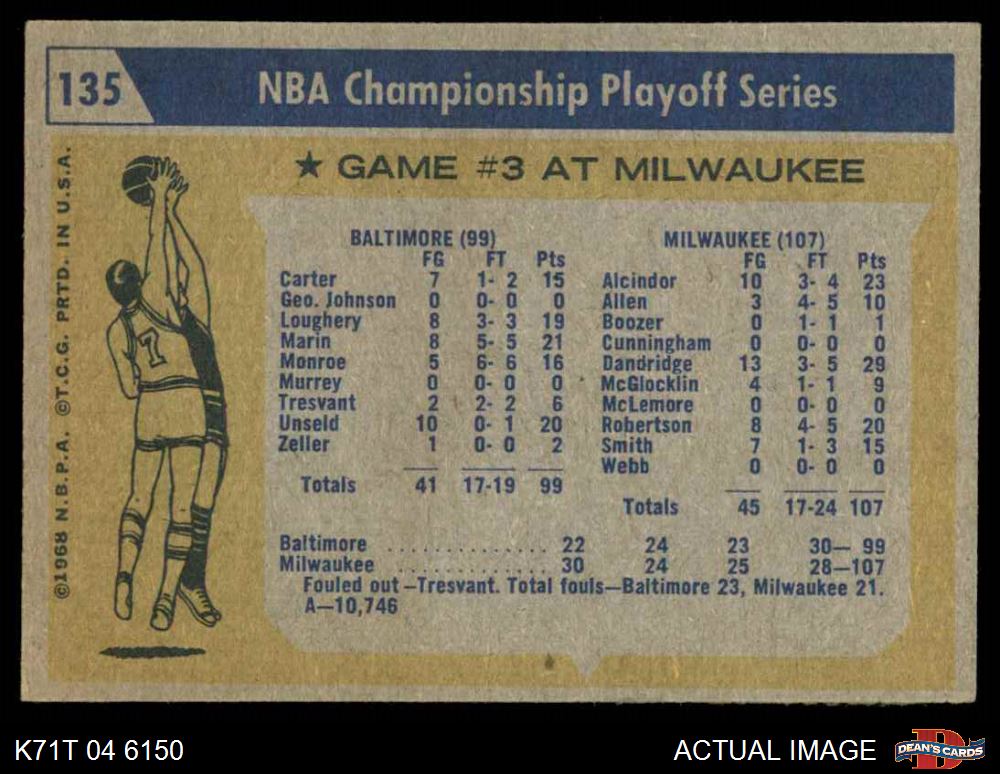 135
NBA Championship Playoff Series
★ GAME #3 AT MILWAUKEE
©1968 N.B.P.A. ©T.C.G. PRTD. IN U.S.A.
7
BALTIMORE (99)
FG FT Pts
Carter 7 1- 2 15
Geo. Johnson 0 0- 0 0
Loughery 8 3- 3 19
Marin 8 5- 5 21
Monroe 5 6- 6 16
Murrey 0 0- 0 0
Tresvant 2 2- 2 6
Unseld 10 0- 1 20
Zeller 1 0- 0 2
Totals 41 17-19 99
MILWAUKEE (107)
FG FT Pts
Alcindor 10 3- 4 23
Allen 3 4- 5 10
Boozer 0 1- 1 1
Cunningham 0 0- 0 0
Dandridge 13 3- 5 29
McGlocklin 4 1- 1 9
McLemore 0 0- 0 0
Robertson 8 4- 5 20
Smith 7 1- 3 15
Webb 0 0- 0 0
Totals 45 17-24 107
Baltimore .............. 22 24 23 30— 99
Milwaukee ............. 30 24 25 28—107
Fouled out—Tresvant. Total fouls—Baltimore 23, Milwaukee 21.
A—10,746
K71T 04 6150
ACTUAL IMAGE
D
DEAN'S CARDS